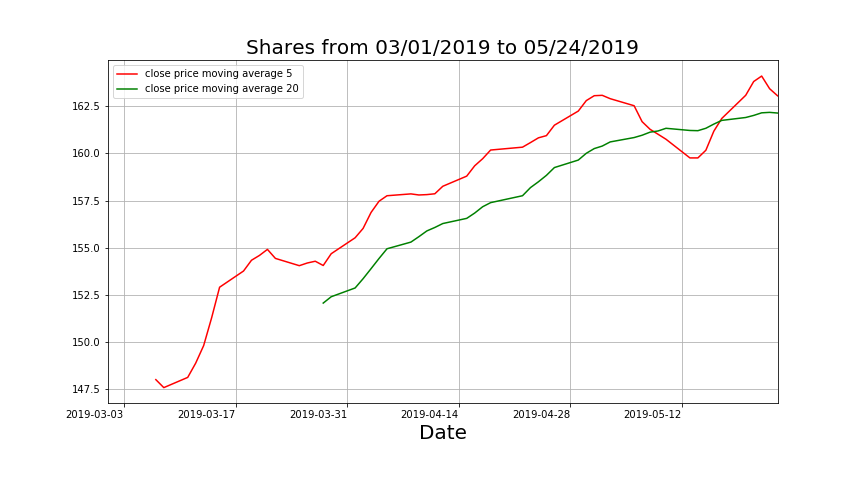 Shares from 03/01/2019 to 05/24/2019
close price moving average 5
close price moving average 20
162.5
160.0
157.5
155.0
152.5
150.0
147.5
2019-03-03 2019-03-17 2019-03-31 2019-04-14 2019-04-28 2019-05-12
Date